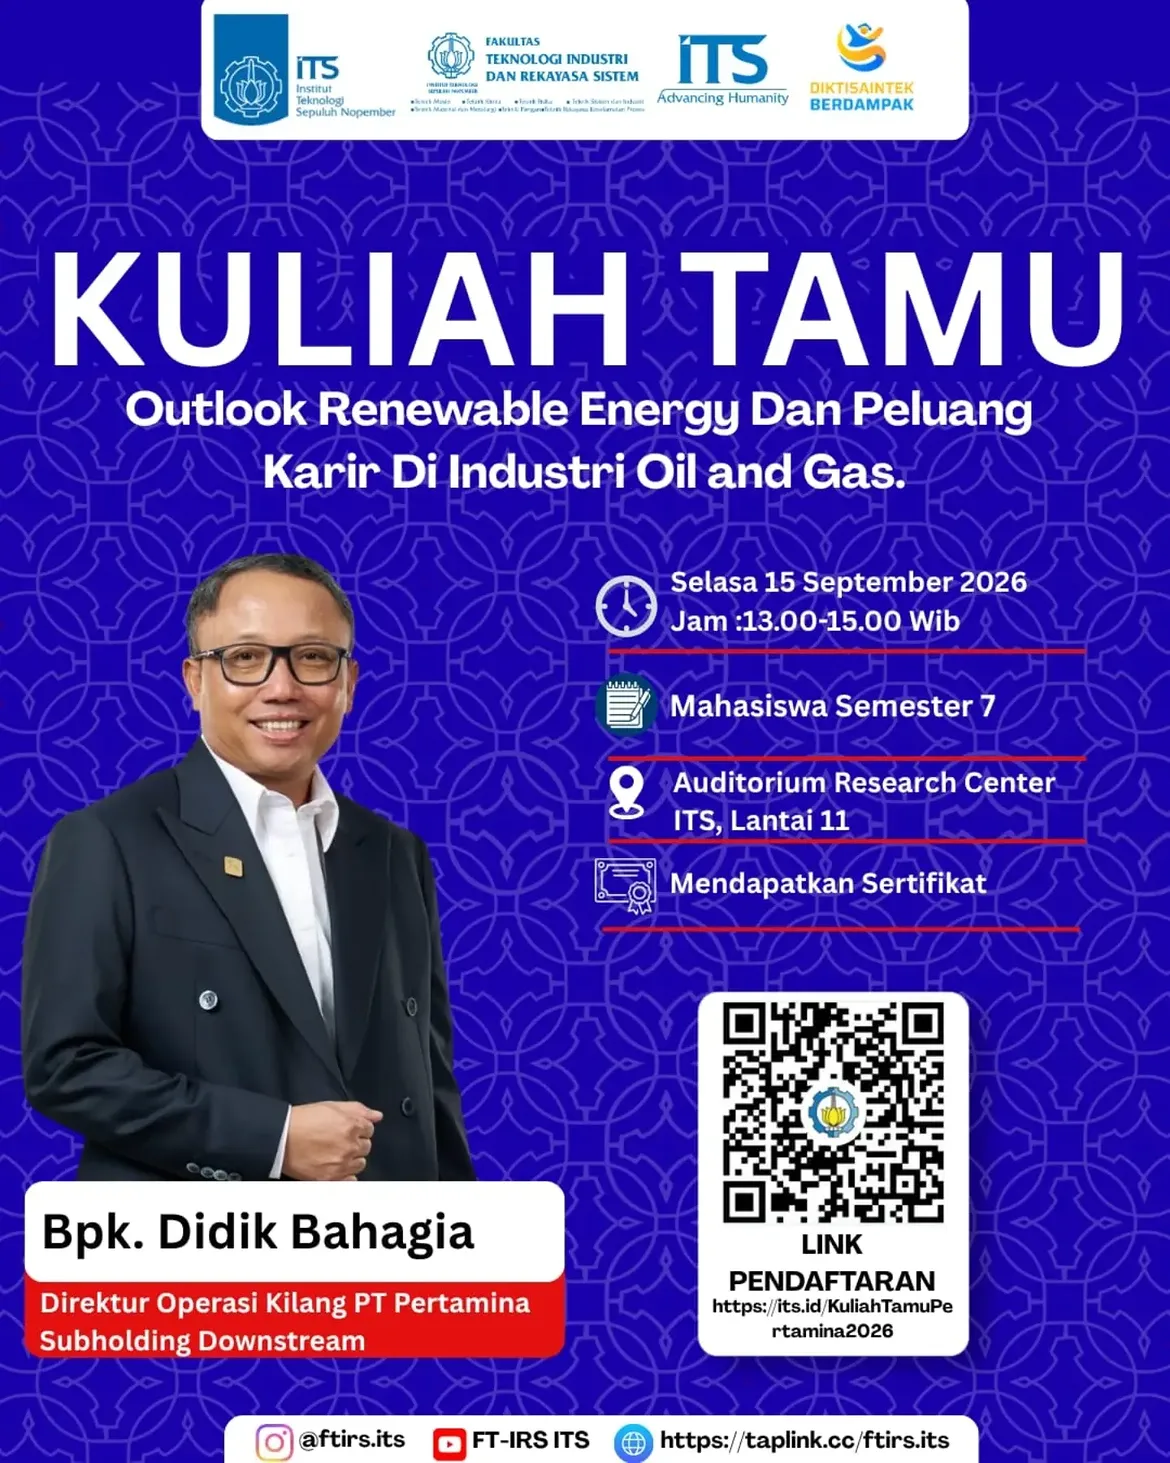 iTS
Institut
Teknologi
Sepuluh Nopember
FAKULTAS
TEKNOLOGI INDUSTRI
DAN REKAYASA SISTEM
INSTITUT TEKNOLOGI
SEPULUH NOPEMBER
iTS
Advancing Humanity
DIKTISAINTEK
BERDAMPAK
KULIAH TAMU
Outlook Renewable Energy Dan Peluang
Karir Di Industri Oil and Gas.
Selasa 15 September 2026
Jam :13.00-15.00 Wib
Mahasiswa Semester 7
Auditorium Research Center
ITS, Lantai 11
Mendapatkan Sertifikat
Bpk. Didik Bahagia
Direktur Operasi Kilang PT Pertamina
Subholding Downstream
LINK
PENDAFTARAN
https://its.id/KuliahTamuPe
rtamina2026
@ftirs.its
FT-IRS ITS
https://taplink.cc/ftirs.its